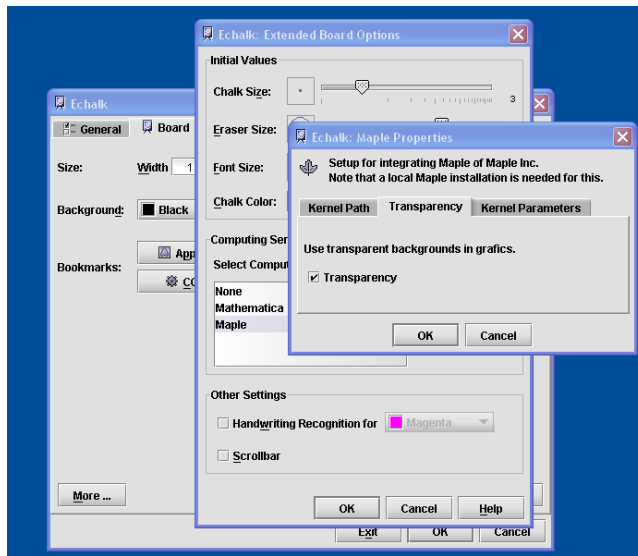 Echalk: Extended Board Options
Initial Values
Chalk Size:
3
Eraser Size:
Font Size:
Chalk Color:
Computing Ser
Select Comput
None
Mathematica
Maple
Other Settings
Handwriting Recognition for
Magenta
Scrollbar
OK
Cancel
Help
Echalk
General
Board
Size:
Width
1
Background:
Black
Bookmarks:
App
CO
More ...
Exit
OK
Cancel
Echalk: Maple Properties
Setup for integrating Maple of Maple Inc.
Note that a local Maple installation is needed for this.
Kernel Path
Transparency
Kernel Parameters
Use transparent backgrounds in grafics.
Transparency
OK
Cancel